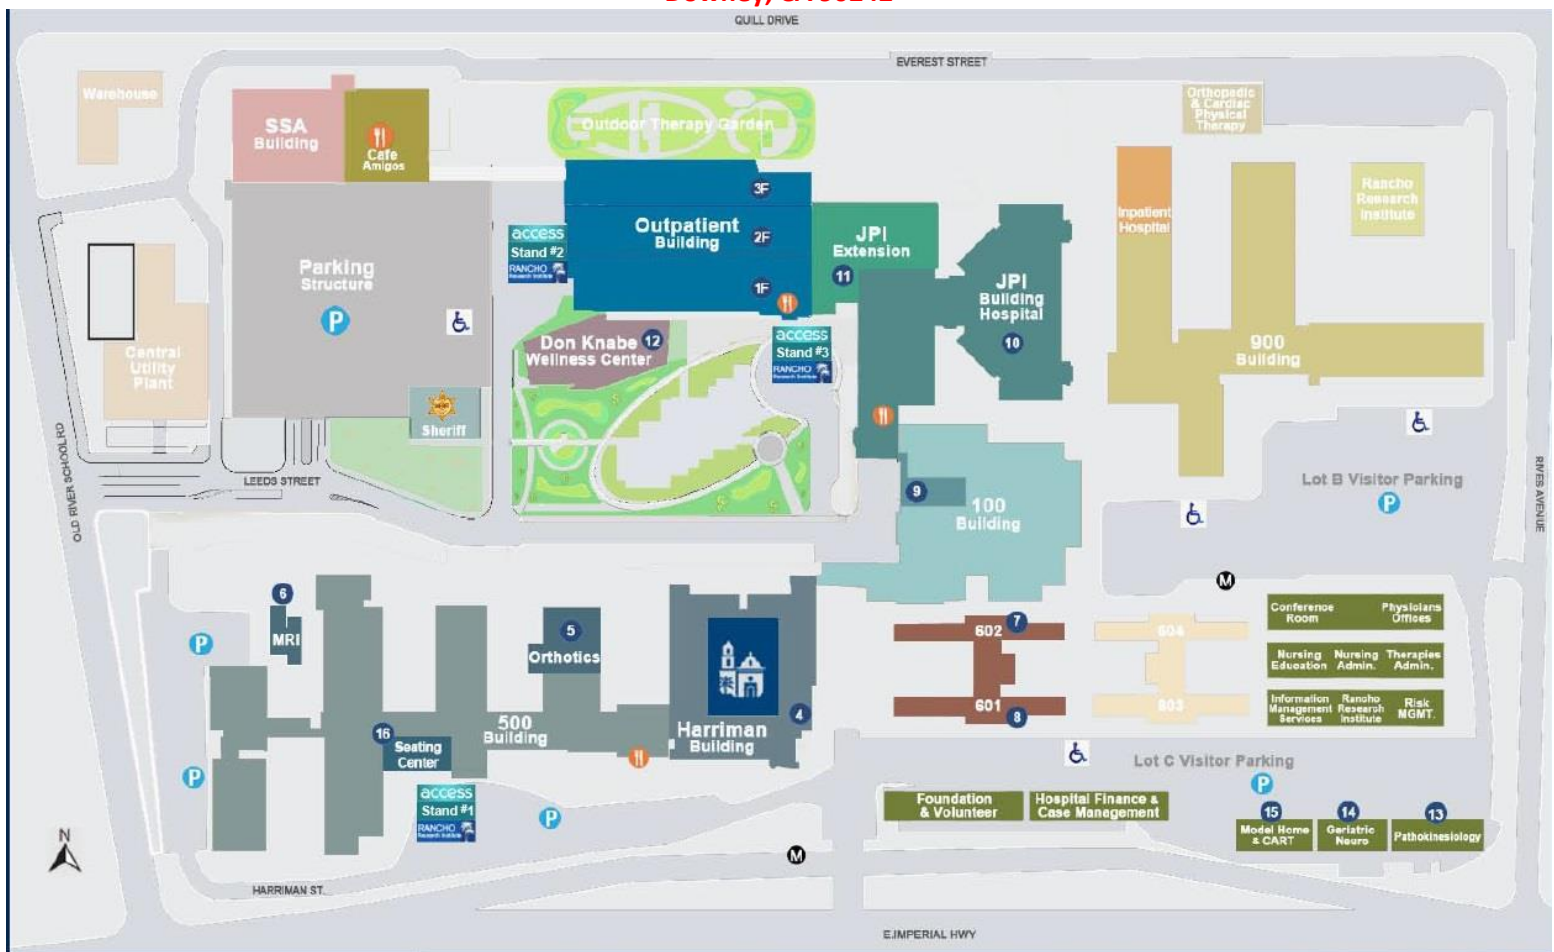 QUILL DRIVE
EVEREST STREET
Warehouse
SSA
Building
Cafe
Amigos
Outdoor Therapy Garden
Orthopedic
& Cardiac
Physical
Therapy
3F
Outpatient
Building
2F
1F
access
Stand #2
RANCHO
Research Institute
JPI
Extension
11
Inpatient
Hospital
Rancho
Research
Institute
Parking
Structure
P
JPI
Building
Hospital
10
Don Knabe
Wellness Center
12
access
Stand #3
RANCHO
Research Institute
900
Building
Central
Utility
Plant
Sheriff
OLD RIVER SCHOOL RD
LEEDS STREET
9
100
Building
Lot B Visitor Parking
P
RIVES AVENUE
M
6
MRI
P
5
Orthotics
602
7
604
Conference
Room
Physicians
Offices
Nursing
Education
Nursing
Admin.
Therapies
Admin.
601
8
603
Information
Management
Services
Rancho
Research
Institute
Risk
MGMT.
4
Harriman
Building
500
Building
16
Seating
Center
P
access
Stand #1
RANCHO
Research Institute
P
Lot C Visitor Parking
P
Foundation
& Volunteer
Hospital Finance &
Case Management
15
Model Home
& CART
14
Geriatric
Neuro
13
Pathokinesiology
N
M
HARRIMAN ST.
E.IMPERIAL HWY